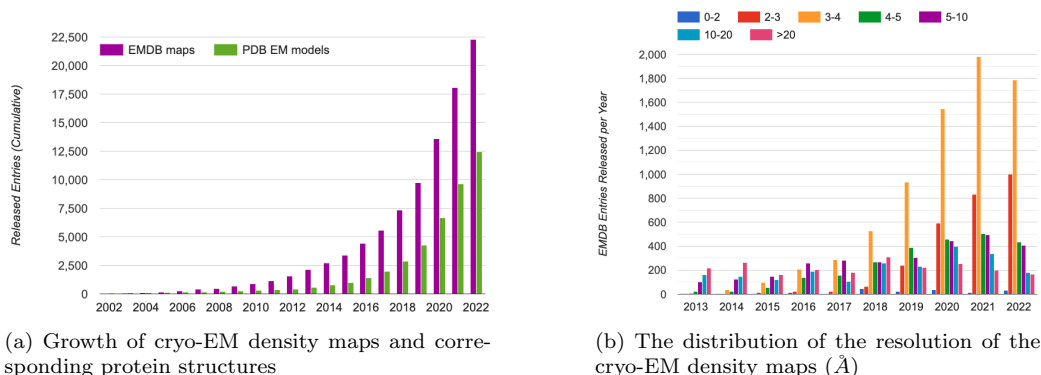 EMDB maps PDB EM models
Released Entries (Cumulative)
22,500
20,000
17,500
15,000
12,500
10,000
7,500
5,000
2,500
0
2002 2004 2006 2008 2010 2012 2014 2016 2018 2020 2022
(a) Growth of cryo-EM density maps and corre-
sponding protein structures
0-2 2-3 3-4 4-5 5-10
10-20 >20
EMDB Entries Released per Year
2,000
1,800
1,600
1,400
1,200
1,000
800
600
400
200
0
2013 2014 2015 2016 2017 2018 2019 2020 2021 2022
(b) The distribution of the resolution of the
cryo-EM density maps (Å)